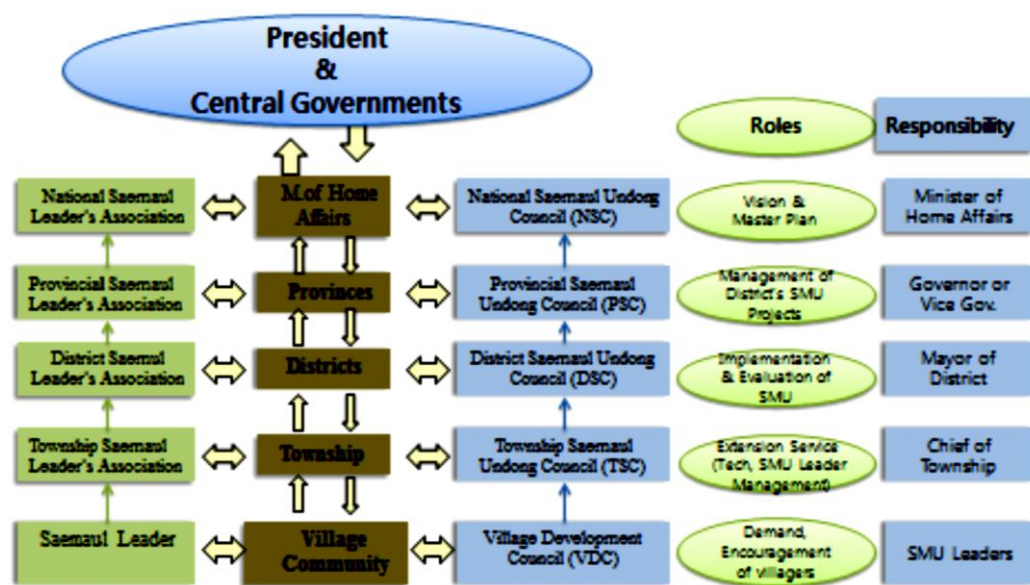 President
&
Central Governments
Roles
Responsibility
National Saemaul
Leader's Association
M.of Home
Affairs
National Saemaul Undong
Council (NSC)
Vision &
Master Plan
Minister of
Home Affairs
Provincial Saemaul
Leader's Association
Provinces
Provincial Saemaul
Undong Council (PSC)
Management of
District's SMU
Projects
Governor or
Vice Gov.
District Saemul
Leader's Association
Districts
District Saemaul Undong
Council (DSC)
Implementation
& Evaluation of
SMU
Mayor of
District
Township Saemaul
Leader's Association
Township
Township Saemaul
Undong Council (TSC)
Extension Service
(Tech, SMU Leader
Management)
Chief of
Township
Saemaul Leader
Village
Community
Village Development
Council (VDC)
Demand,
Encouragement
of villagers
SMU Leaders